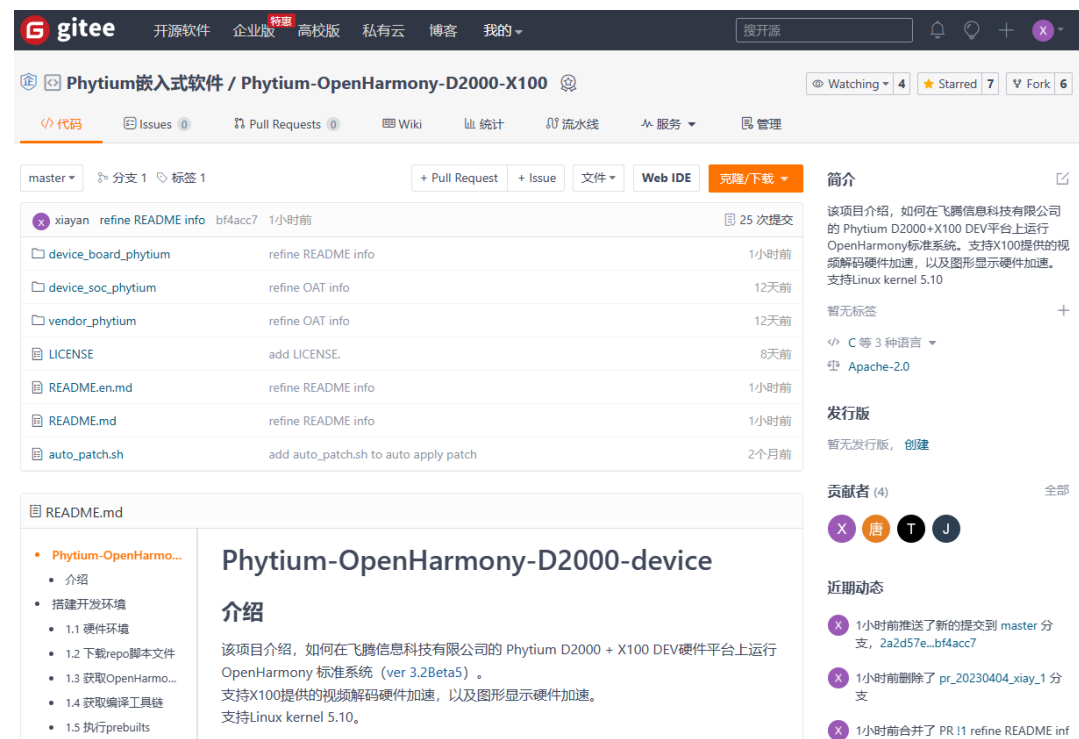 gitee
开源软件 企业版 特惠 高校版 私有云 博客 我的 搜开源 X
Phytium嵌入式软件 / Phytium-OpenHarmony-D2000-X100
Watching 4 Starred 7 Fork 6
代码 Issues 0 Pull Requests 0 Wiki 统计 流水线 服务 管理
master 分支 1 标签 1 + Pull Request + Issue 文件 Web IDE 克隆/下载
X xiayan refine README info bf4acc7 1小时前 25 次提交
device_board_phytium refine README info 1小时前
device_soc_phytium refine OAT info 12天前
vendor_phytium refine OAT info 12天前
LICENSE add LICENSE. 8天前
README.en.md refine README info 1小时前
README.md refine README info 1小时前
auto_patch.sh add auto_patch.sh to auto apply patch 2个月前
README.md
Phytium-OpenHarmo...
介绍
搭建开发环境
1.1 硬件环境
1.2 下载repo脚本文件
1.3 获取OpenHarmo...
1.4 获取编译工具链
1.5 执行prebuilts
Phytium-OpenHarmony-D2000-device
介绍
该项目介绍，如何在飞腾信息科技有限公司的 Phytium D2000 + X100 DEV硬件平台上运行
OpenHarmony 标准系统（ver 3.2Beta5）。
支持X100提供的视频解码硬件加速，以及图形显示硬件加速。
支持Linux kernel 5.10。
简介
该项目介绍，如何在飞腾信息科技有限公司
的 Phytium D2000+X100 DEV平台上运行
OpenHarmony标准系统。支持X100提供的视
频解码硬件加速，以及图形显示硬件加速。
支持Linux kernel 5.10
暂无标签
C 等 3 种语言
Apache-2.0
发行版
暂无发行版， 创建
贡献者 (4) 全部
X 唐 T J
近期动态
X 1小时前推送了新的提交到 master 分
支，2a2d57e...bf4acc7
X 1小时前删除了 pr_20230404_xiay_1 分
支
X 1小时前合并了 PR !1 refine README inf